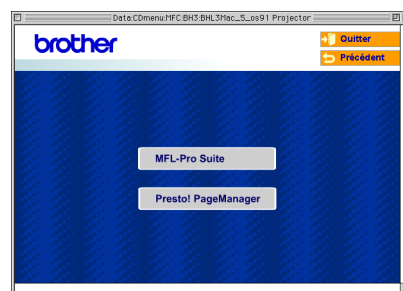 Data:CDmenu:MFC:BH3:BHL3Mac_5_os91 Projector
brother
Quitter
Précédent
MFL-Pro Suite
Presto! PageManager